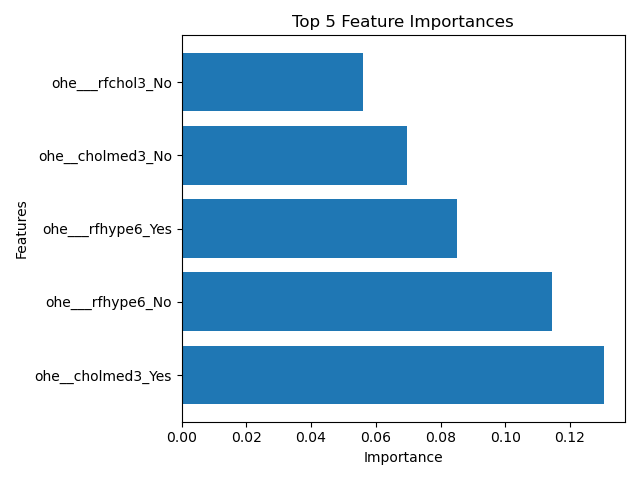 Top 5 Feature Importances
ohe___rfchol3_No
ohe__cholmed3_No
ohe___rfhype6_Yes
ohe___rfhype6_No
ohe__cholmed3_Yes
Features
0.00 0.02 0.04 0.06 0.08 0.10 0.12
Importance